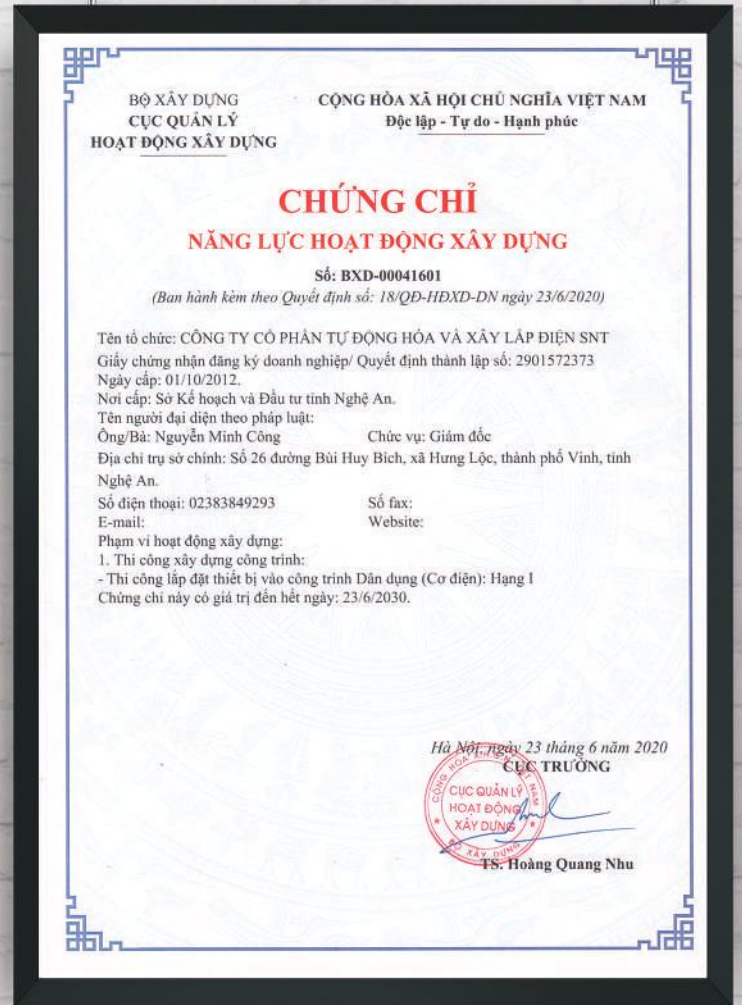 BỘ XÂY DỰNG
CỤC QUẢN LÝ
HOẠT ĐỘNG XÂY DỰNG
CỘNG HÒA XÃ HỘI CHỦ NGHĨA VIỆT NAM
Độc lập - Tự do - Hạnh phúc
CHỨNG CHỈ
NĂNG LỰC HOẠT ĐỘNG XÂY DỰNG
Số: BXD-00041601
(Ban hành kèm theo Quyết định số: 18/QĐ-HĐXD-DN ngày 23/6/2020)
Tên tổ chức: CÔNG TY CỔ PHẦN TỰ ĐỘNG HÓA VÀ XÂY LẮP ĐIỆN SNT
Giấy chứng nhận đăng ký doanh nghiệp/ Quyết định thành lập số: 2901572373
Ngày cấp: 01/10/2012.
Nơi cấp: Sở Kế hoạch và Đầu tư tỉnh Nghệ An.
Tên người đại diện theo pháp luật:
Ông/Bà: Nguyễn Minh Công Chức vụ: Giám đốc
Địa chỉ trụ sở chính: Số 26 đường Bùi Huy Bích, xã Hưng Lộc, thành phố Vinh, tỉnh
Nghệ An.
Số điện thoại: 02383849293 Số fax:
E-mail: Website:
Phạm vi hoạt động xây dựng:
1. Thi công xây dựng công trình:
- Thi công lắp đặt thiết bị vào công trình Dân dụng (Cơ điện): Hạng I
Chứng chỉ này có giá trị đến hết ngày: 23/6/2030.
Hà Nội, ngày 23 tháng 6 năm 2020
CỤC TRƯỞNG
CỤC QUẢN LÝ
HOẠT ĐỘNG
XÂY DỰNG
BỘ XÂY DỰNG
TS. Hoàng Quang Nhu